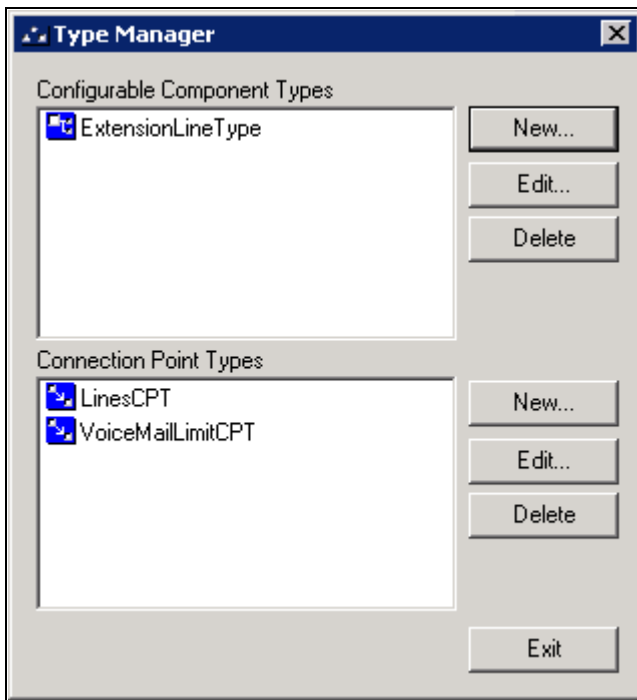 Type Manager
Configurable Component Types
ExtensionLineType
New...
Edit...
Delete
Connection Point Types
LinesCPT
VoiceMailLimitCPT
New...
Edit...
Delete
Exit